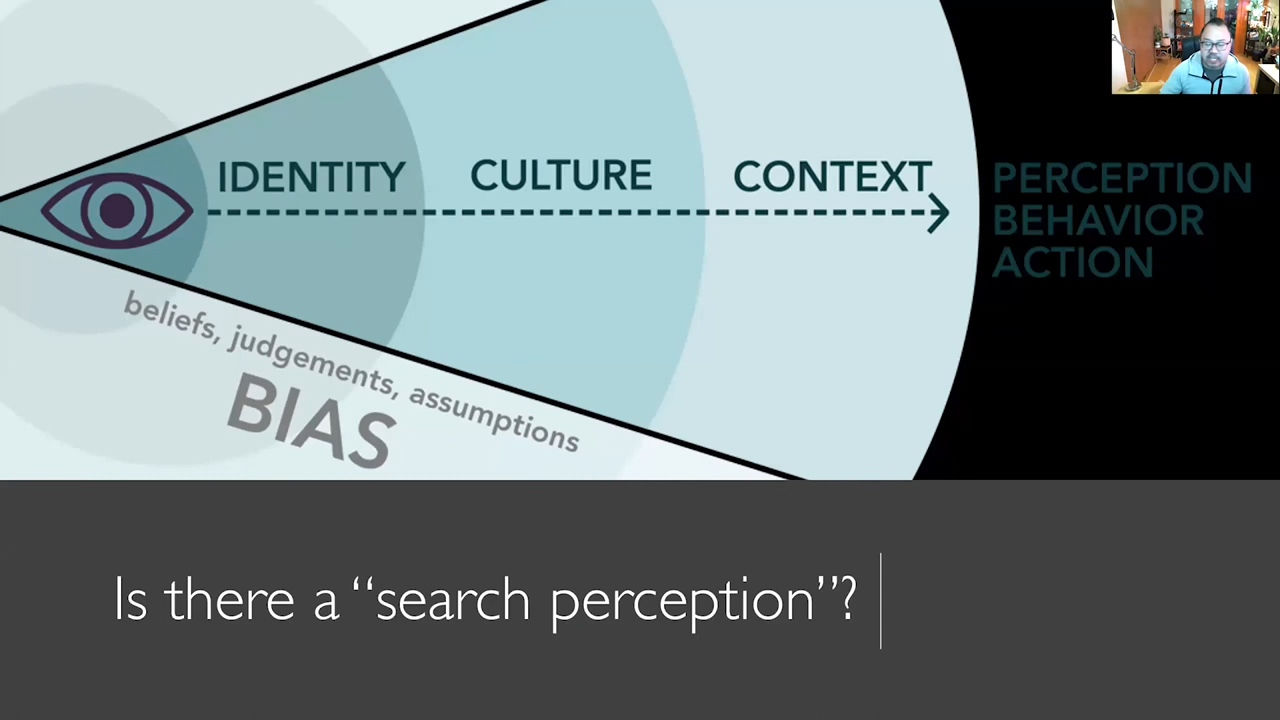 IDENTITY
CULTURE
CONTEXT
PERCEPTION
BEHAVIOR
ACTION
beliefs, judgements, assumptions
BIAS
Is there a “search perception”?